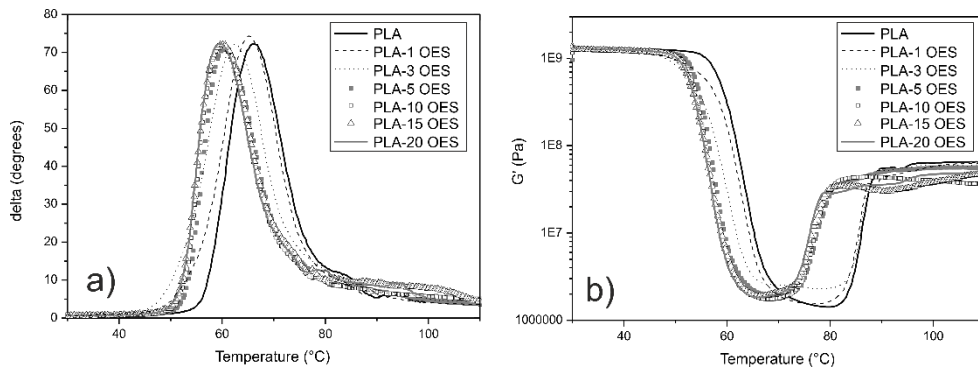 80
70
60
50
40
30
20
10
0
delta (degrees)
40
60
80
100
Temperature (°C)
PLA
PLA-1 OES
PLA-3 OES
PLA-5 OES
PLA-10 OES
PLA-15 OES
PLA-20 OES
a)
1E9
1E8
1E7
1000000
G' (Pa)
40
60
80
100
Temperature (°C)
PLA
PLA-1 OES
PLA-3 OES
PLA-5 OES
PLA-10 OES
PLA-15 OES
PLA-20 OES
b)